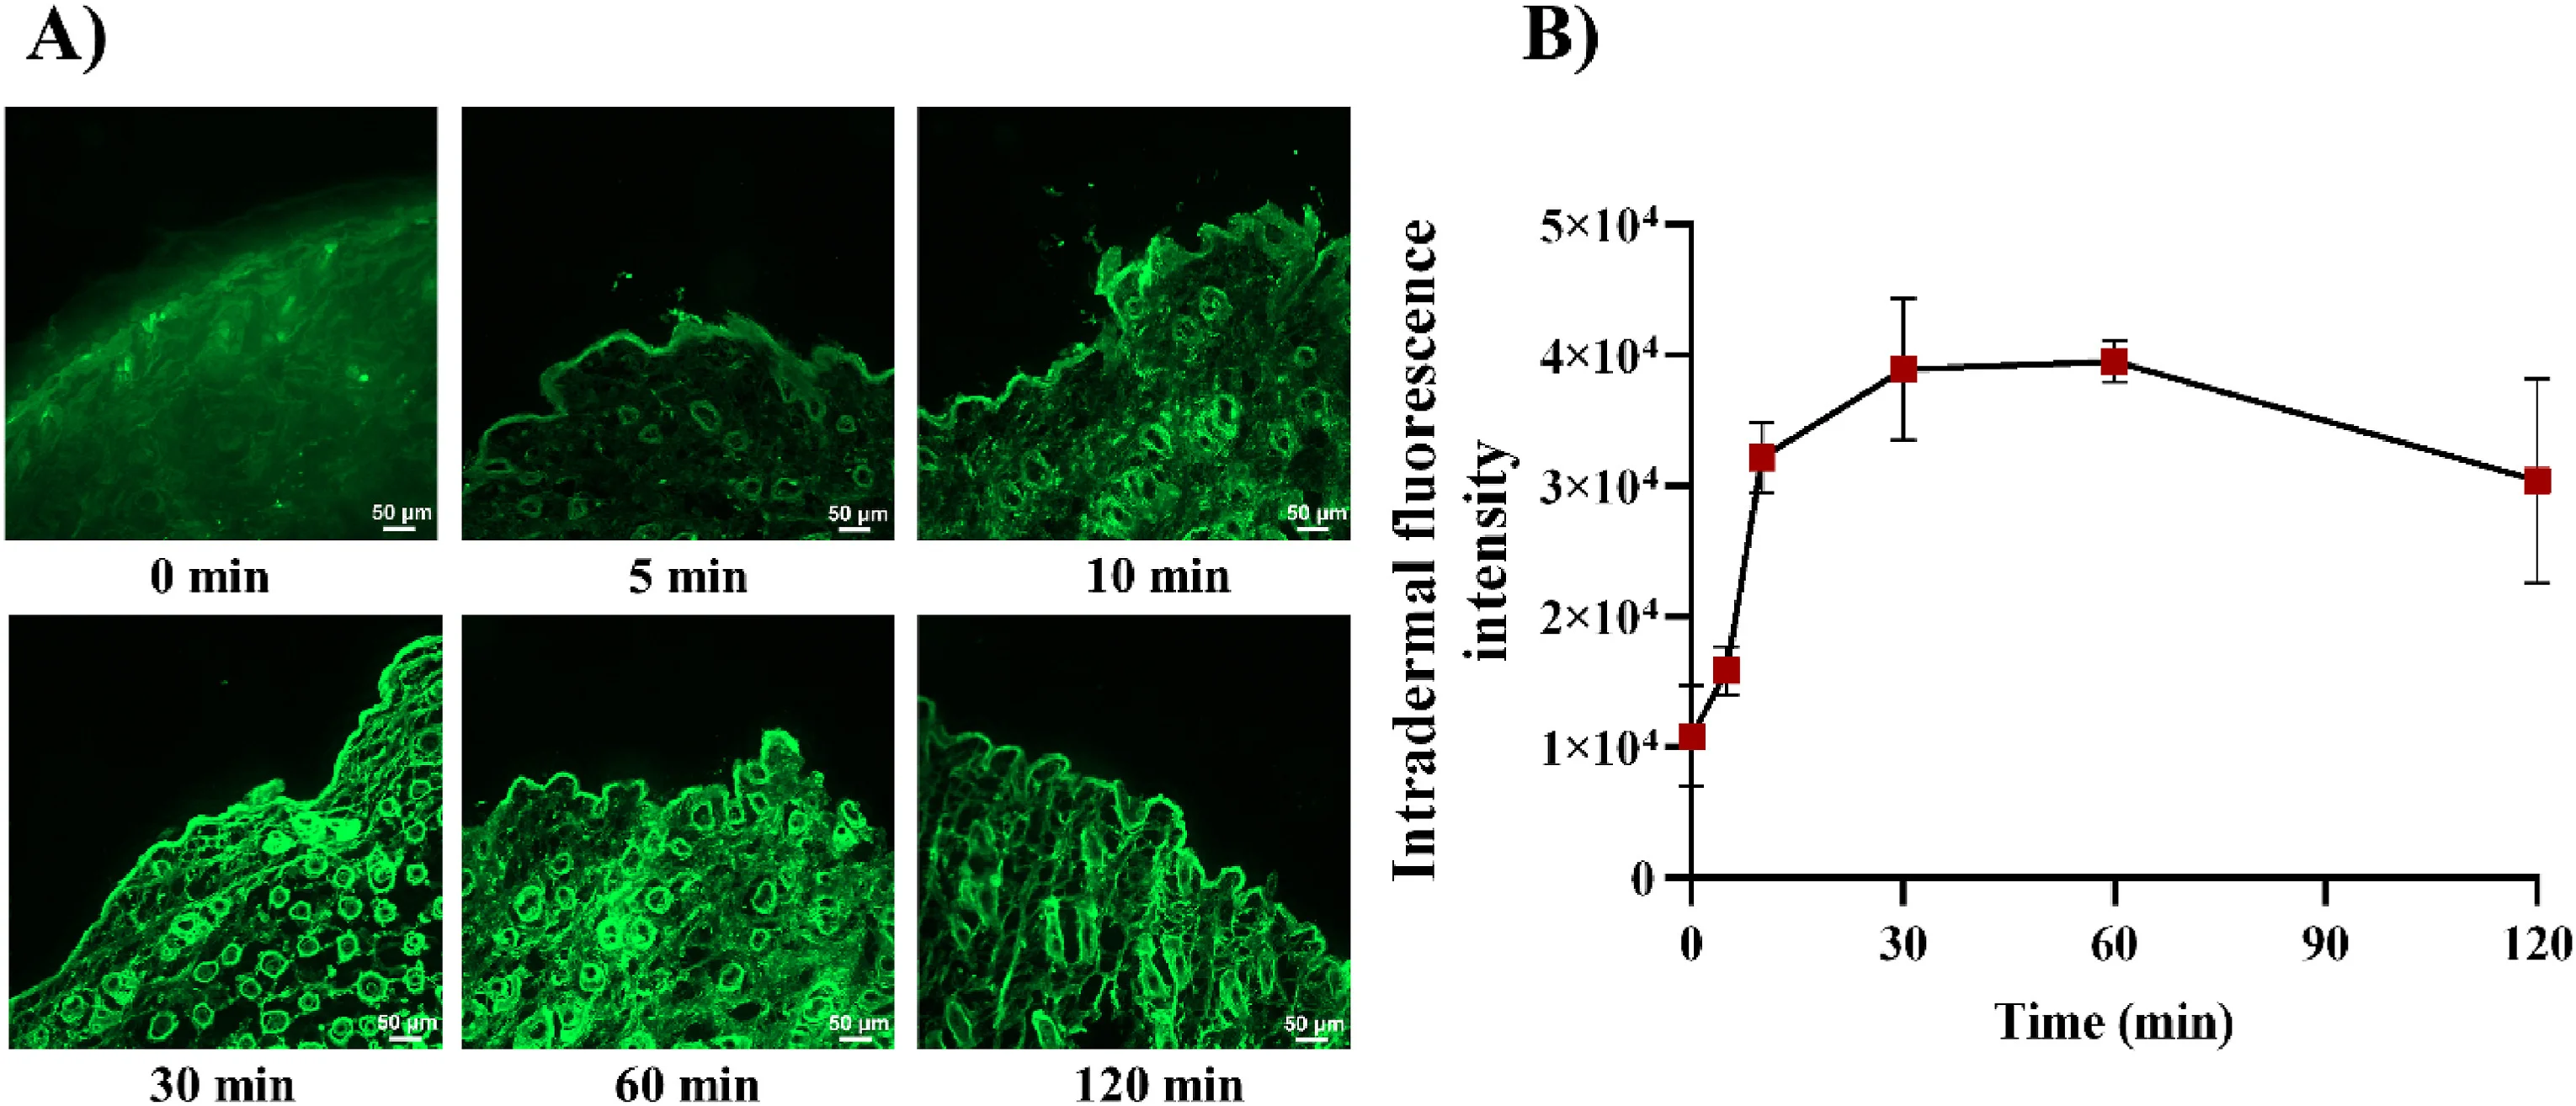 A)
50 μm
50 μm
50 μm
0 min
5 min
10 min
50 μm
50 μm
50 μm
30 min
60 min
120 min
B)
Intradermal fluorescence
intensity
5×10⁴
4×10⁴
3×10⁴
2×10⁴
1×10⁴
0
0 30 60 90 120
Time (min)